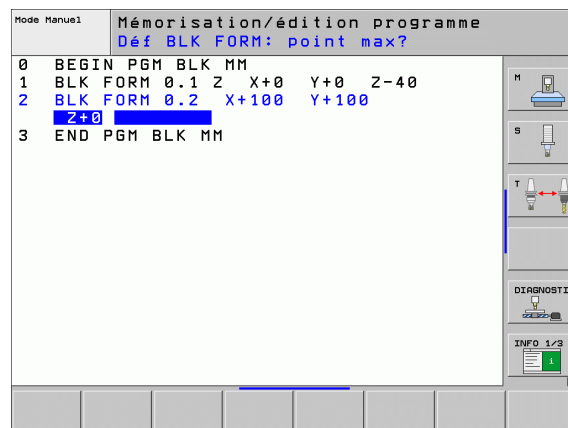 Mode Manuel
Mémorisation/édition programme
Déf BLK FORM: point max?
0 BEGIN PGM BLK MM
1 BLK FORM 0.1 Z X+0 Y+0 Z-40
2 BLK FORM 0.2 X+100 Y+100
Z+0
3 END PGM BLK MM
M
S
T
DIAGNOSTI
INFO 1/3
i